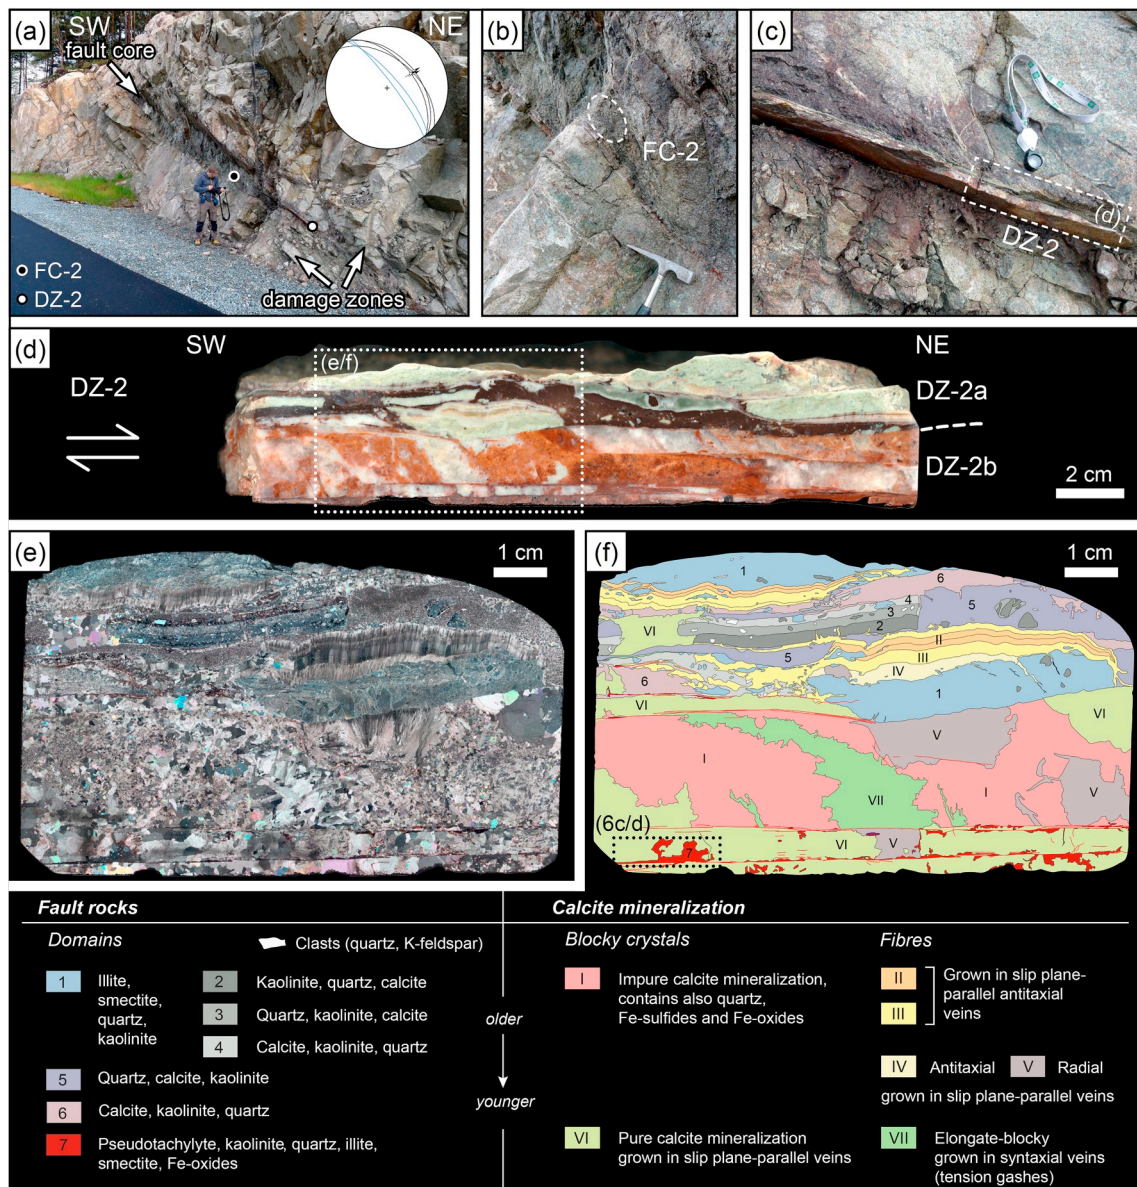 (a)
SW
NE
fault core
FC-2
DZ-2
damage zones
(b)
FC-2
(c)
(d)
DZ-2
(d)
SW
NE
(e/f)
DZ-2
DZ-2a
DZ-2b
2 cm
(e)
1 cm
(f)
1 cm
1
6
4
3
5
2
VI
II
5
III
IV
6
1
VI
VI
I
V
VII
I
V
(6c/d)
7
VI
V
Fault rocks
Domains
Clasts (quartz, K-feldspar)
1 Illite,
smectite,
quartz,
kaolinite
2 Kaolinite, quartz, calcite
3 Quartz, kaolinite, calcite
4 Calcite, kaolinite, quartz
5 Quartz, calcite, kaolinite
6 Calcite, kaolinite, quartz
7 Pseudotachylyte, kaolinite, quartz, illite,
smectite, Fe-oxides
older
younger
Calcite mineralization
Blocky crystals
I Impure calcite mineralization,
contains also quartz,
Fe-sulfides and Fe-oxides
VI Pure calcite mineralization
grown in slip plane-parallel veins
Fibres
II Grown in slip plane-
III parallel antitaxial
veins
IV Antitaxial V Radial
grown in slip plane-parallel veins
VII Elongate-blocky
grown in syntaxial veins
(tension gashes)